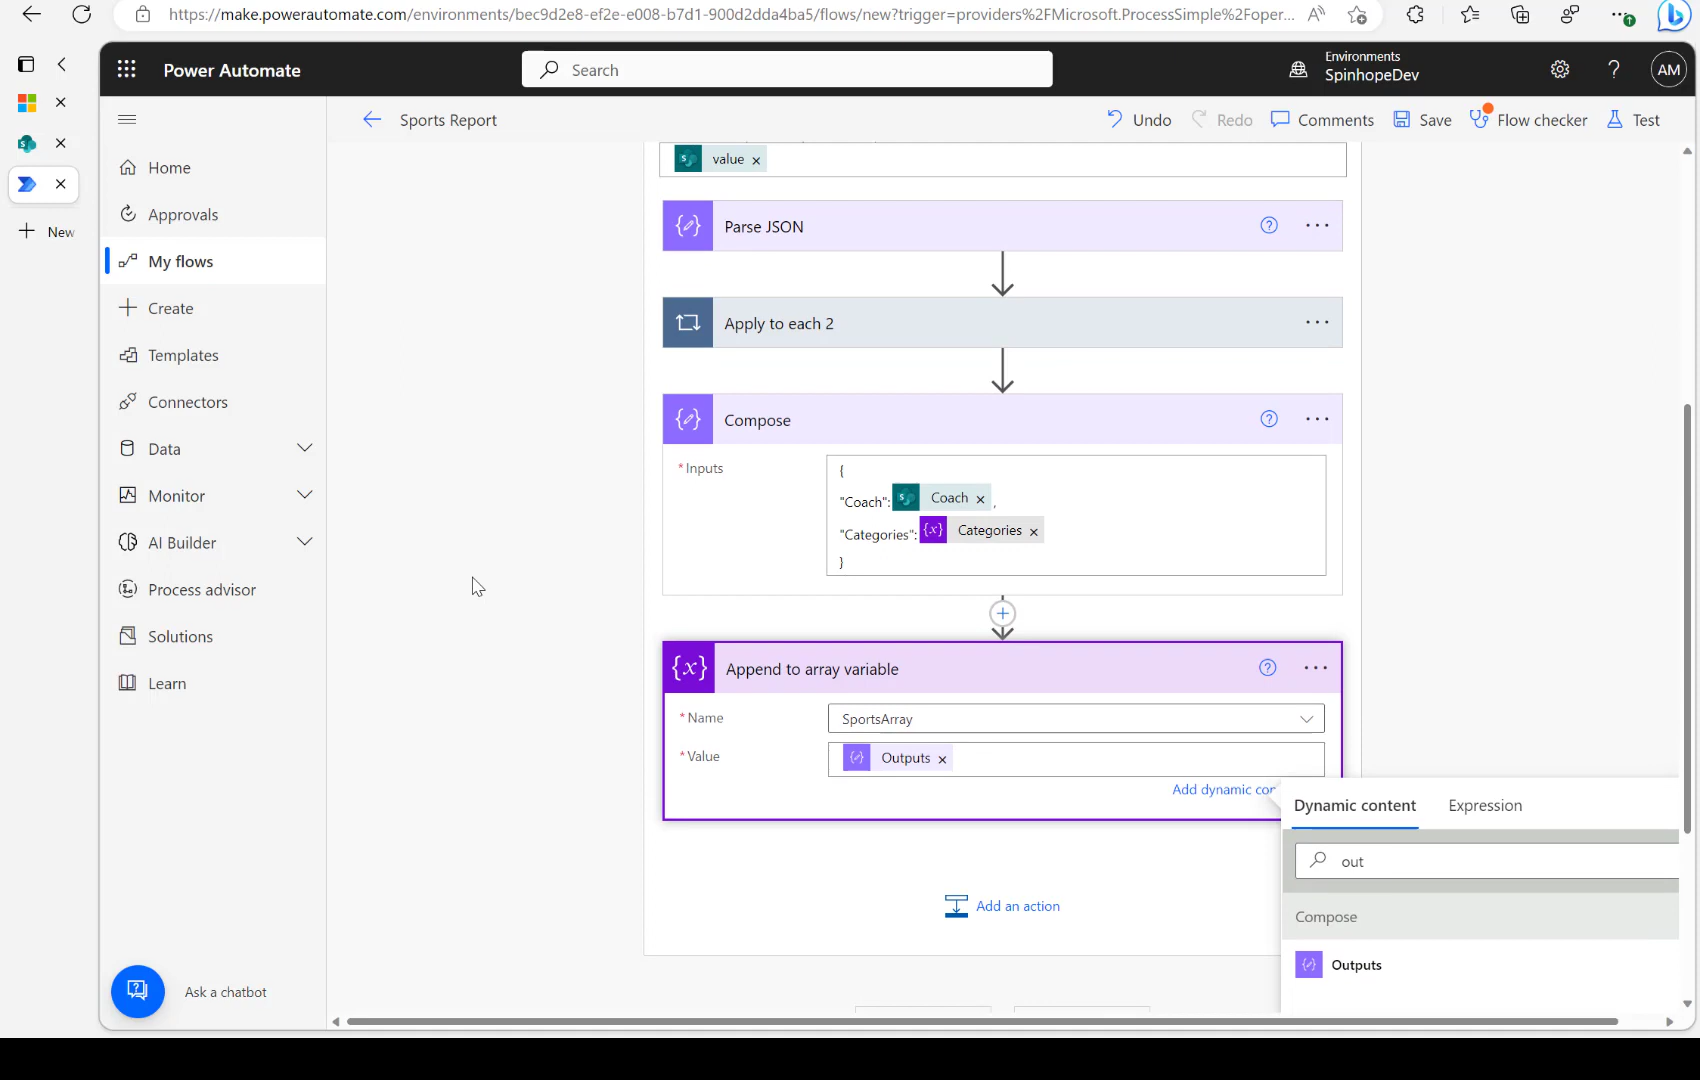 https://make.powerautomate.com/environments/bec9d2e8-ef2e-e008-b7d1-900d2dda4ba5/flows/new?trigger=providers%2FMicrosoft.ProcessSimple%2Foper...
Power Automate
Search
Environments
SpinhopeDev
AM
Sports Report
Undo
Redo
Comments
Save
Flow checker
Test
New
Home
Approvals
My flows
Create
Templates
Connectors
Data
Monitor
AI Builder
Process advisor
Solutions
Learn
Ask a chatbot
value
Parse JSON
Apply to each 2
Compose
* Inputs
{
"Coach": Coach ,
"Categories": Categories
}
Append to array variable
* Name
SportsArray
* Value
Outputs
Add dynamic con
Add an action
Dynamic content
Expression
out
Compose
Outputs